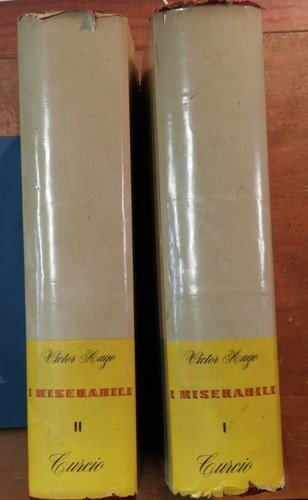 Victor Hugo
I MISERABILI
II
Curcio
Victor Hugo
I MISERABILI
I
Curcio